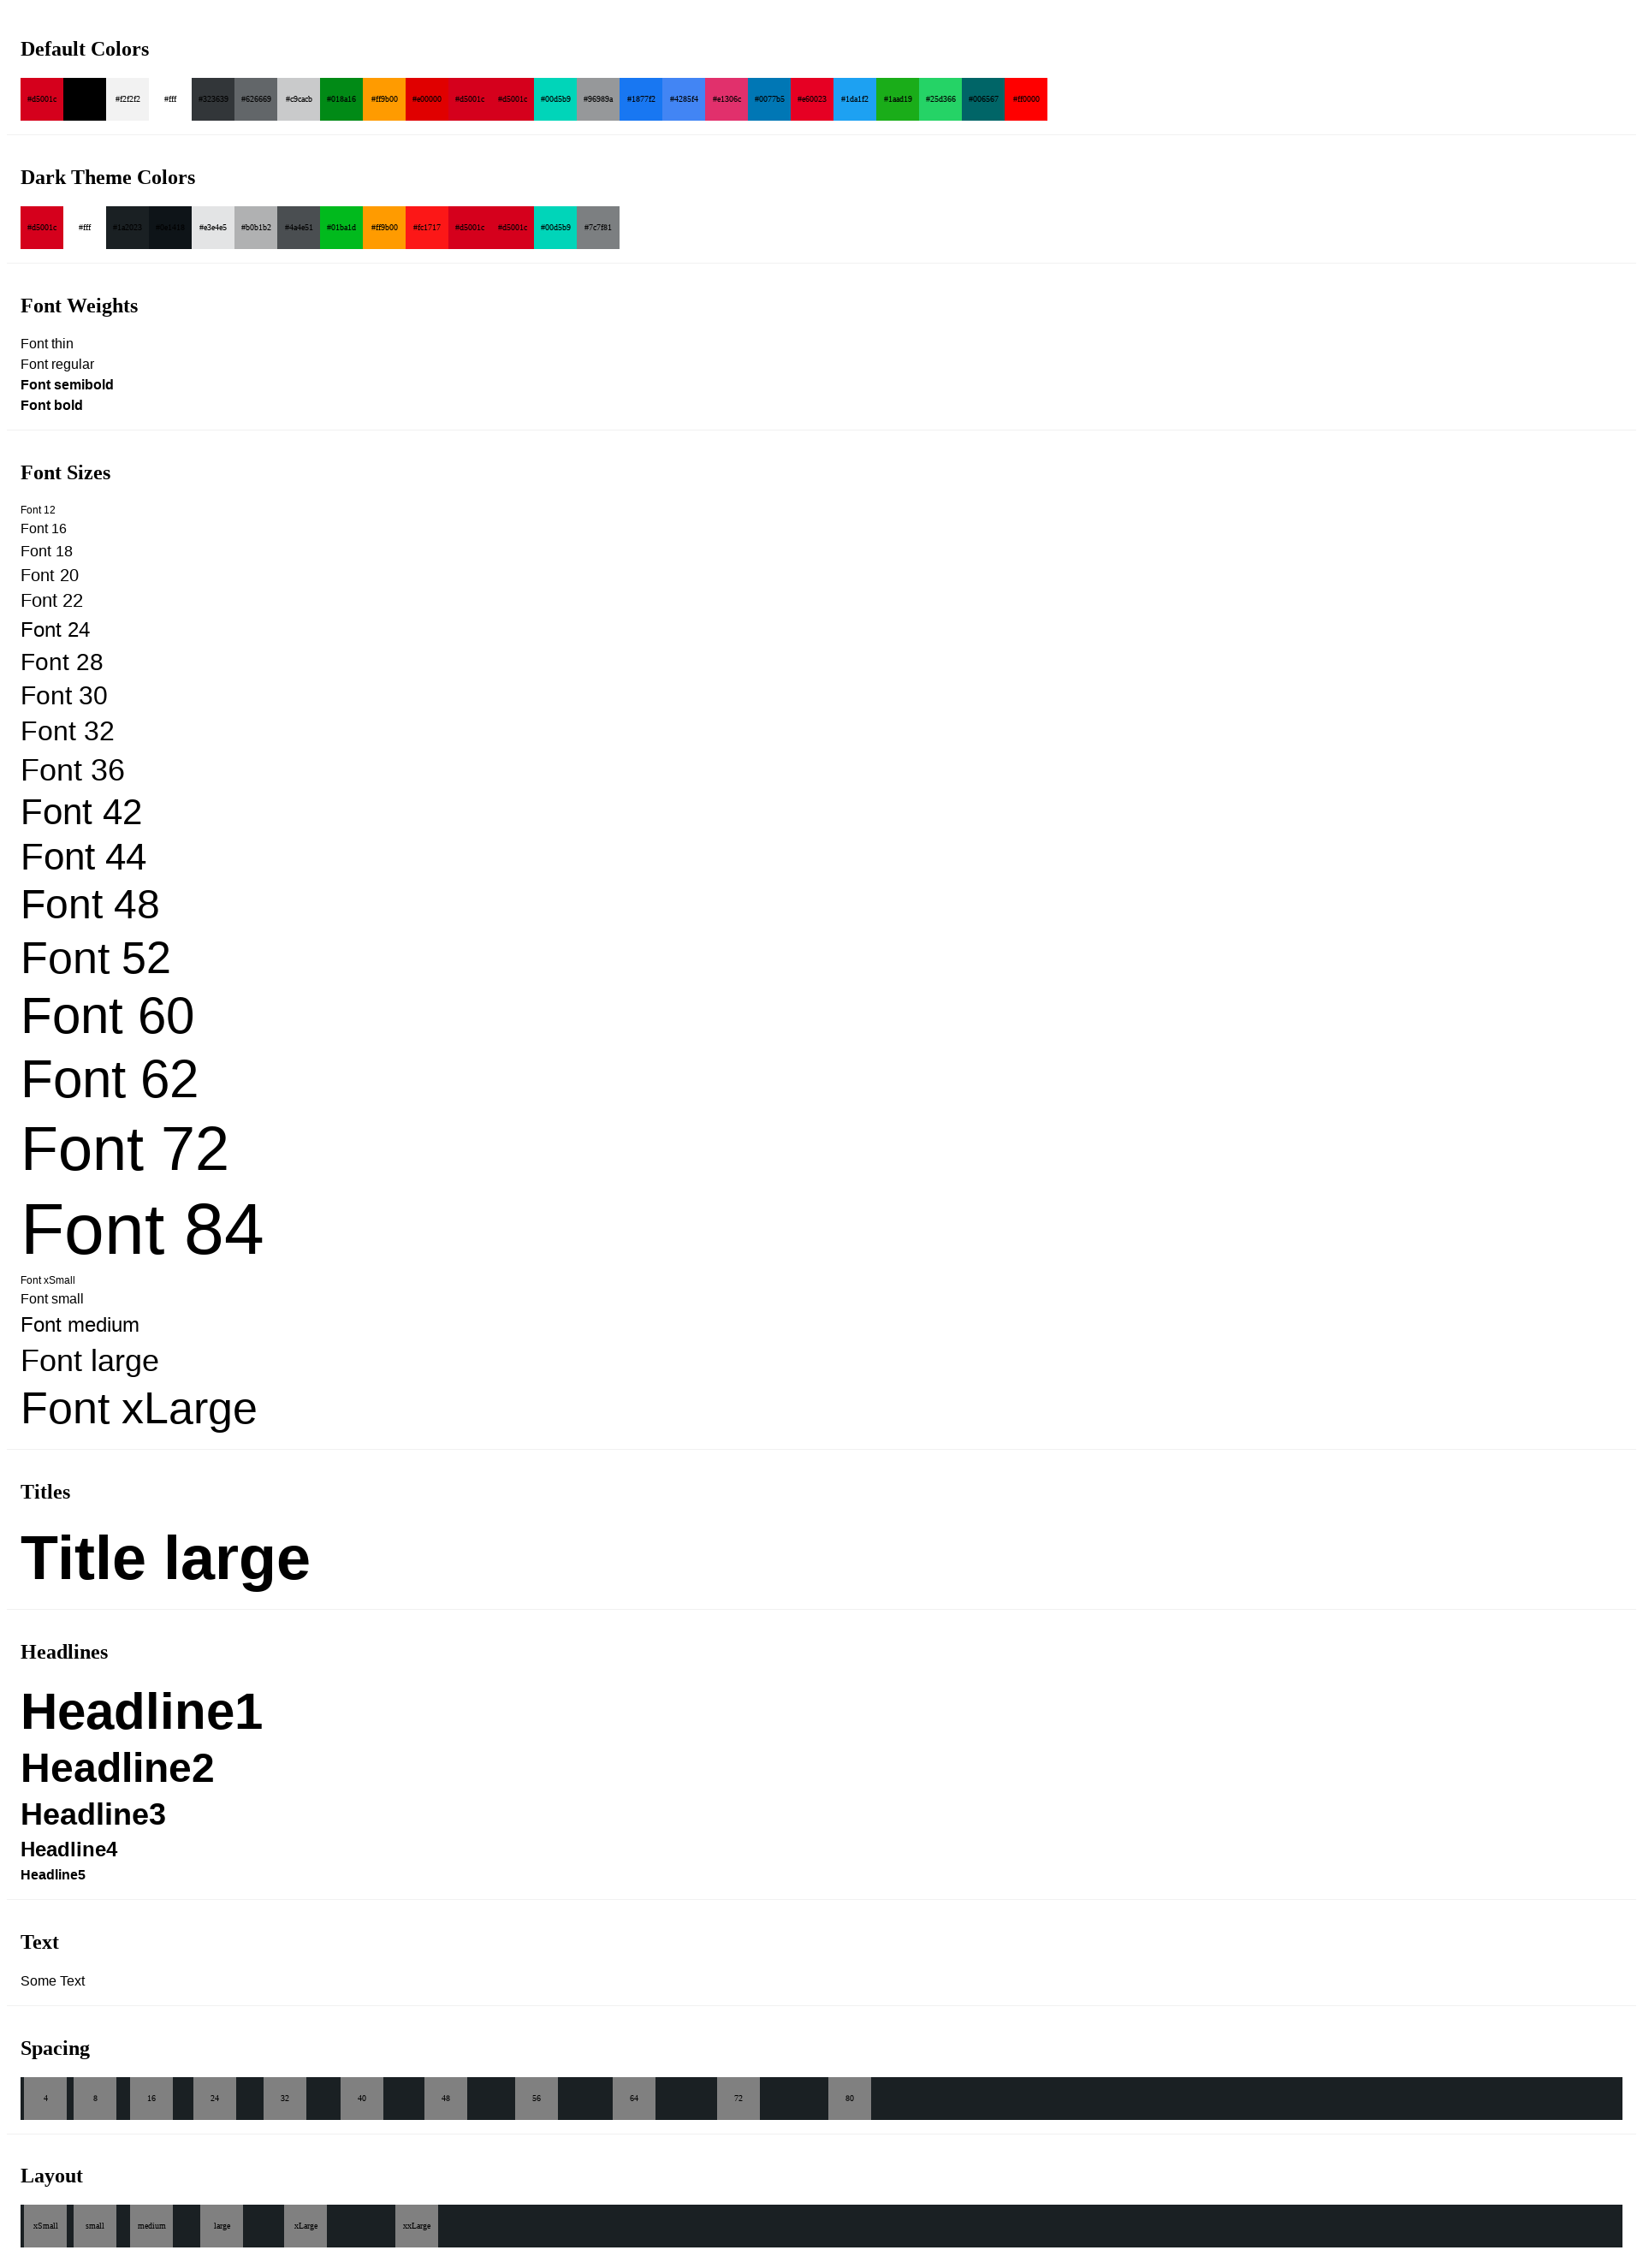 Default Colors
#d5001c #f2f2f2 #fff #323639 #626669 #c9cacb #018a16 #ff9b00 #e00000 #d5001c #d5001c #00d5b9 #96989a #1877f2 #4285f4 #e1306c #0077b5 #e60023 #1da1f2 #1aad19 #25d366 #006567 #ff0000
Dark Theme Colors
#d5001c #fff #1a2023 #0e1418 #e3e4e5 #b0b1b2 #4a4e51 #01ba1d #ff9b00 #fc1717 #d5001c #d5001c #00d5b9 #7c7f81
Font Weights
Font thin
Font regular
Font semibold
Font bold
Font Sizes
Font 12
Font 16
Font 18
Font 20
Font 22
Font 24
Font 28
Font 30
Font 32
Font 36
Font 42
Font 44
Font 48
Font 52
Font 60
Font 62
Font 72
Font 84
Font xSmall
Font small
Font medium
Font large
Font xLarge
Titles
Title large
Headlines
Headline1
Headline2
Headline3
Headline4
Headline5
Text
Some Text
Spacing
4 8 16 24 32 40 48 56 64 72 80
Layout
xSmall small medium large xLarge xxLarge